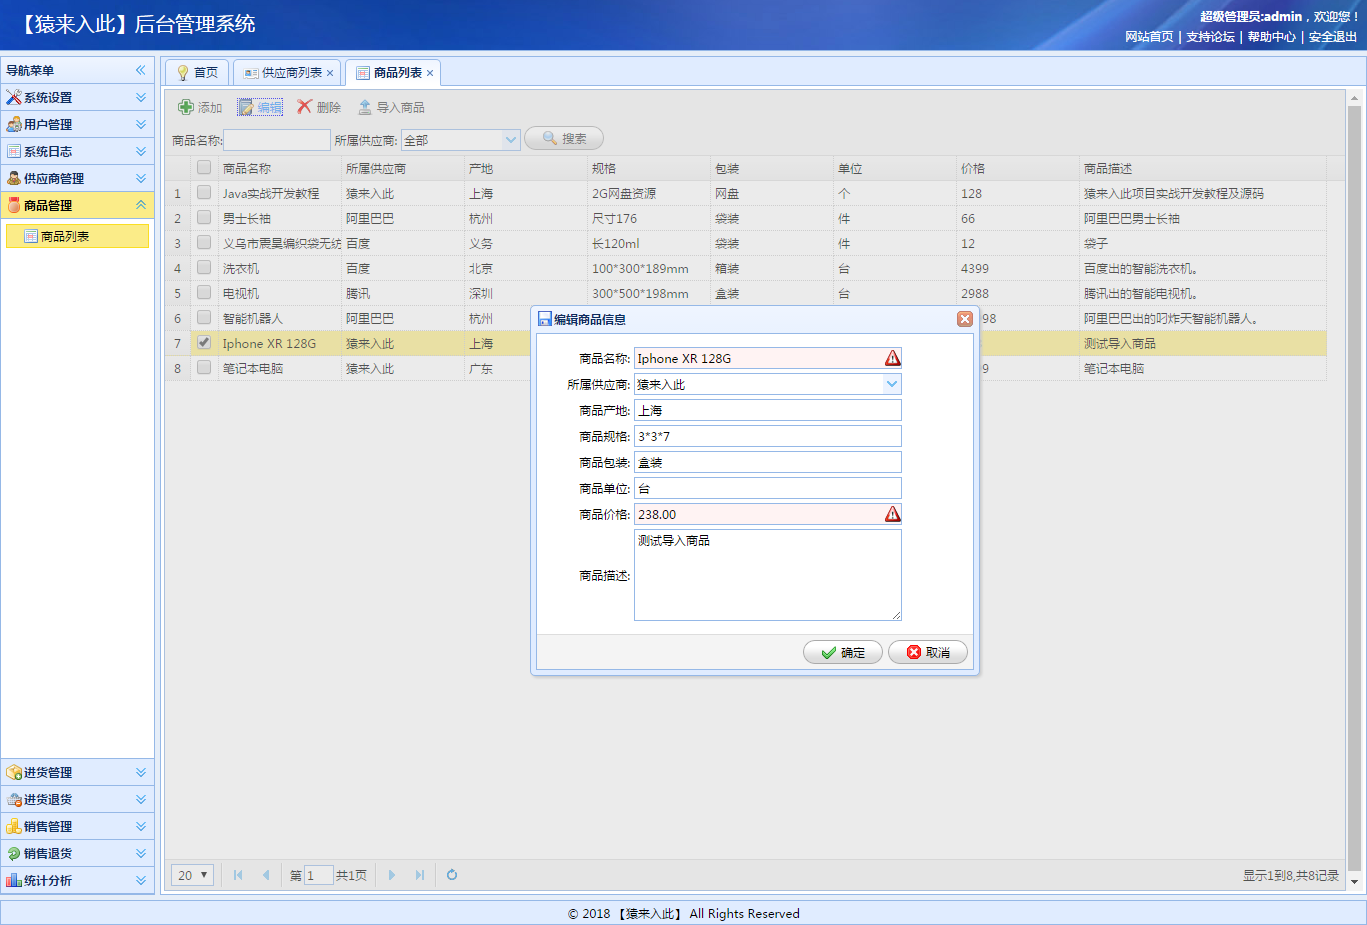 【猿来入此】后台管理系统
超级管理员:admin，欢迎您！
网站首页 | 支持论坛 | 帮助中心 | 安全退出
导航菜单
系统设置
用户管理
系统日志
供应商管理
商品管理
商品列表
进货管理
进货退货
销售管理
销售退货
统计分析
首页 供应商列表 商品列表
添加 编辑 删除 导入商品
商品名称: 所属供应商: 全部 搜索
商品名称 所属供应商 产地 规格 包装 单位 价格 商品描述
1 Java实战开发教程 猿来入此 上海 2G网盘资源 网盘 个 128 猿来入此项目实战开发教程及源码
2 男士长袖 阿里巴巴 杭州 尺寸176 袋装 件 66 阿里巴巴男士长袖
3 义乌市震昊编织袋无纺 百度 义务 长120ml 袋装 件 12 袋子
4 洗衣机 百度 北京 100*300*189mm 箱装 台 4399 百度出的智能洗衣机。
5 电视机 腾讯 深圳 300*500*198mm 盒装 台 2988 腾讯出的智能电视机。
6 智能机器人 阿里巴巴 杭州 98 阿里巴巴出的叼炸天智能机器人。
7 Iphone XR 128G 猿来入此 上海 测试导入商品
8 笔记本电脑 猿来入此 广东 9 笔记本电脑
编辑商品信息
商品名称: Iphone XR 128G
所属供应商: 猿来入此
商品产地: 上海
商品规格: 3*3*7
商品包装: 盒装
商品单位: 台
商品价格: 238.00
商品描述: 测试导入商品
确定 取消
20 第 1 共1页 显示1到8,共8记录
© 2018 【猿来入此】 All Rights Reserved